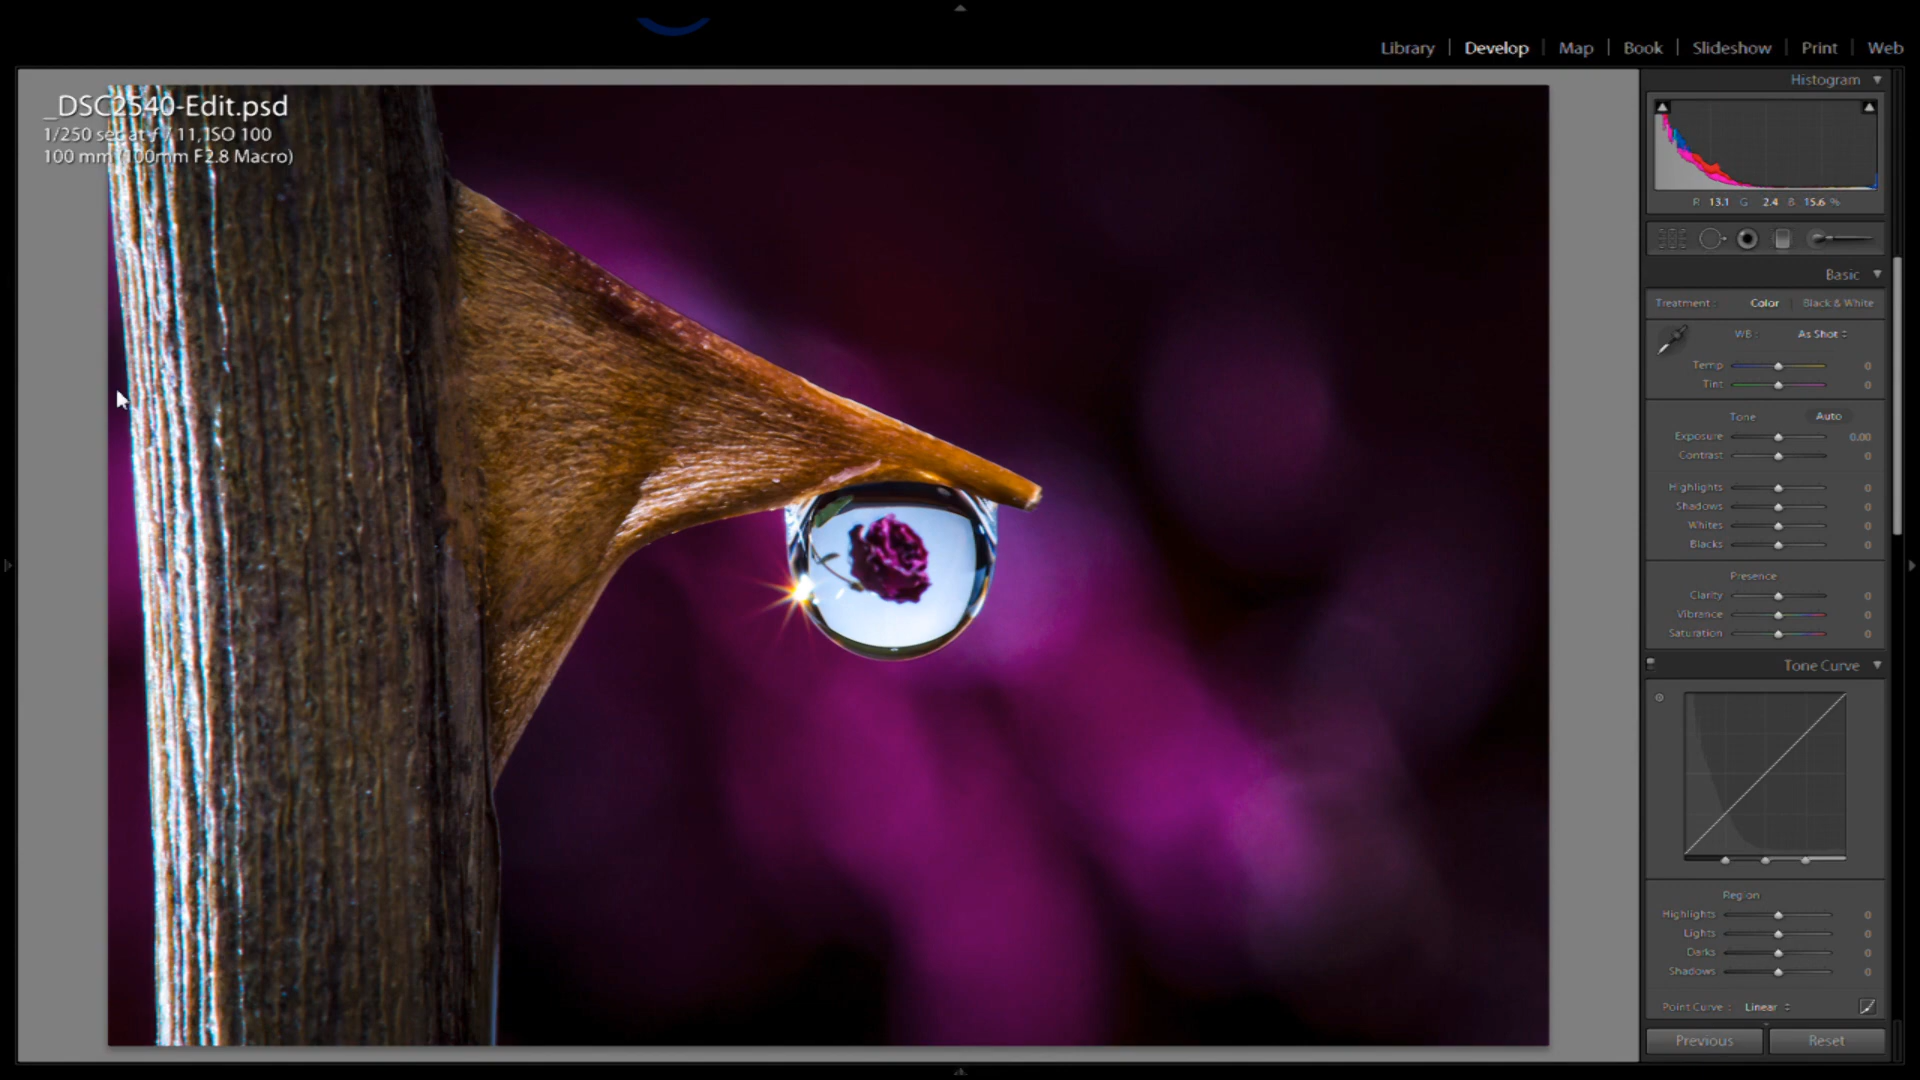 Library | Develop | Map | Book | Slideshow | Print | Web
_DSC2540-Edit.psd
1/250 sec at f / 11, ISO 100
100 mm (100mm F2.8 Macro)
Histogram
R 13.1 G 2.4 B 15.6 %
Basic
Treatment : Color | Black & White
WB : As Shot
Temp 0
Tint 0
Tone Auto
Exposure 0.00
Contrast 0
Highlights 0
Shadows 0
Whites 0
Blacks 0
Presence
Clarity 0
Vibrance 0
Saturation 0
Tone Curve
Region
Highlights 0
Lights 0
Darks 0
Shadows 0
Point Curve : Linear
Previous Reset